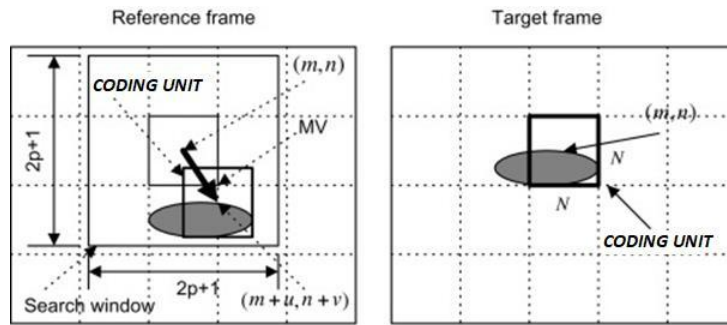 Reference frame
Target frame
(m,n)
CODING UNIT
MV
2p+1
2p+1
Search window
(m+u,n+v)
(m,n)
N
N
CODING UNIT